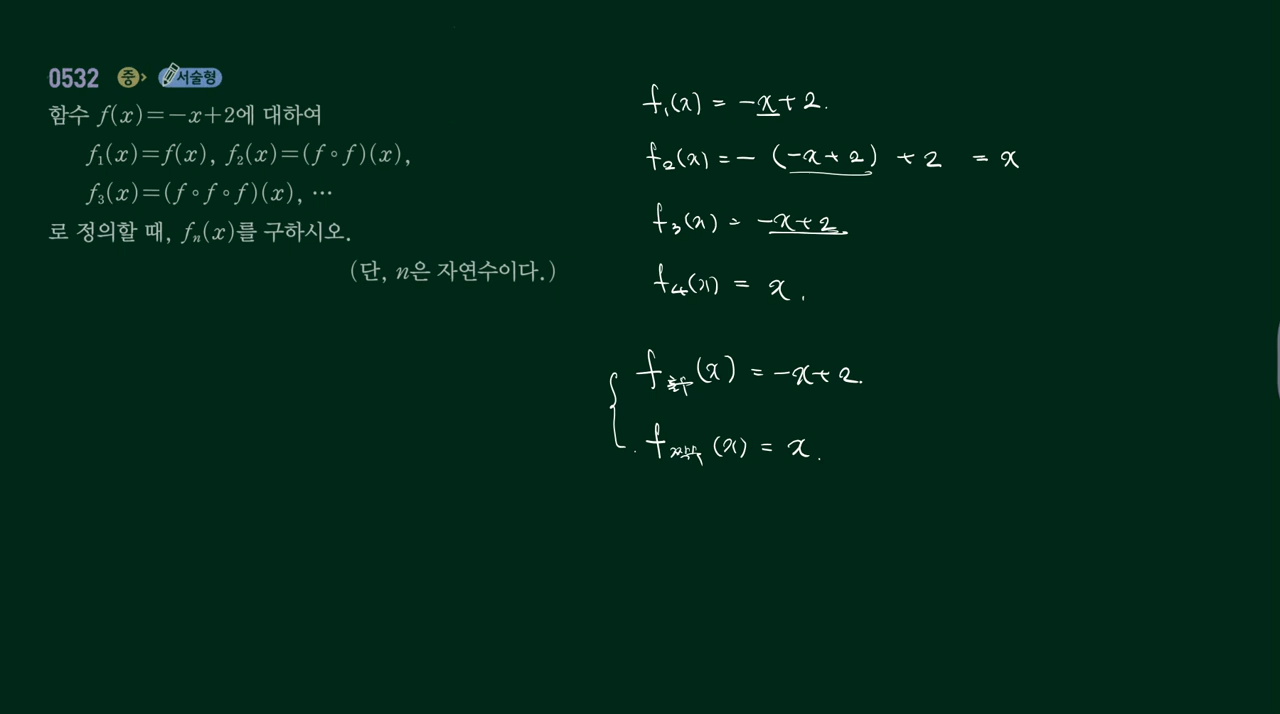 0532 중 서술형
함수 f(x)=-x+2에 대하여
f₁(x)=f(x), f₂(x)=(f∘f)(x),
f₃(x)=(f∘f∘f)(x), ⋯
로 정의할 때, fₙ(x)를 구하시오.
(단, n은 자연수이다.)
f₁(x) = -x+2.
f₂(x) = -(-x+2)+2 = x
f₃(x) = -x+2
f₄(x) = x.
f홀수(x) = -x+2.
f짝수(x) = x.